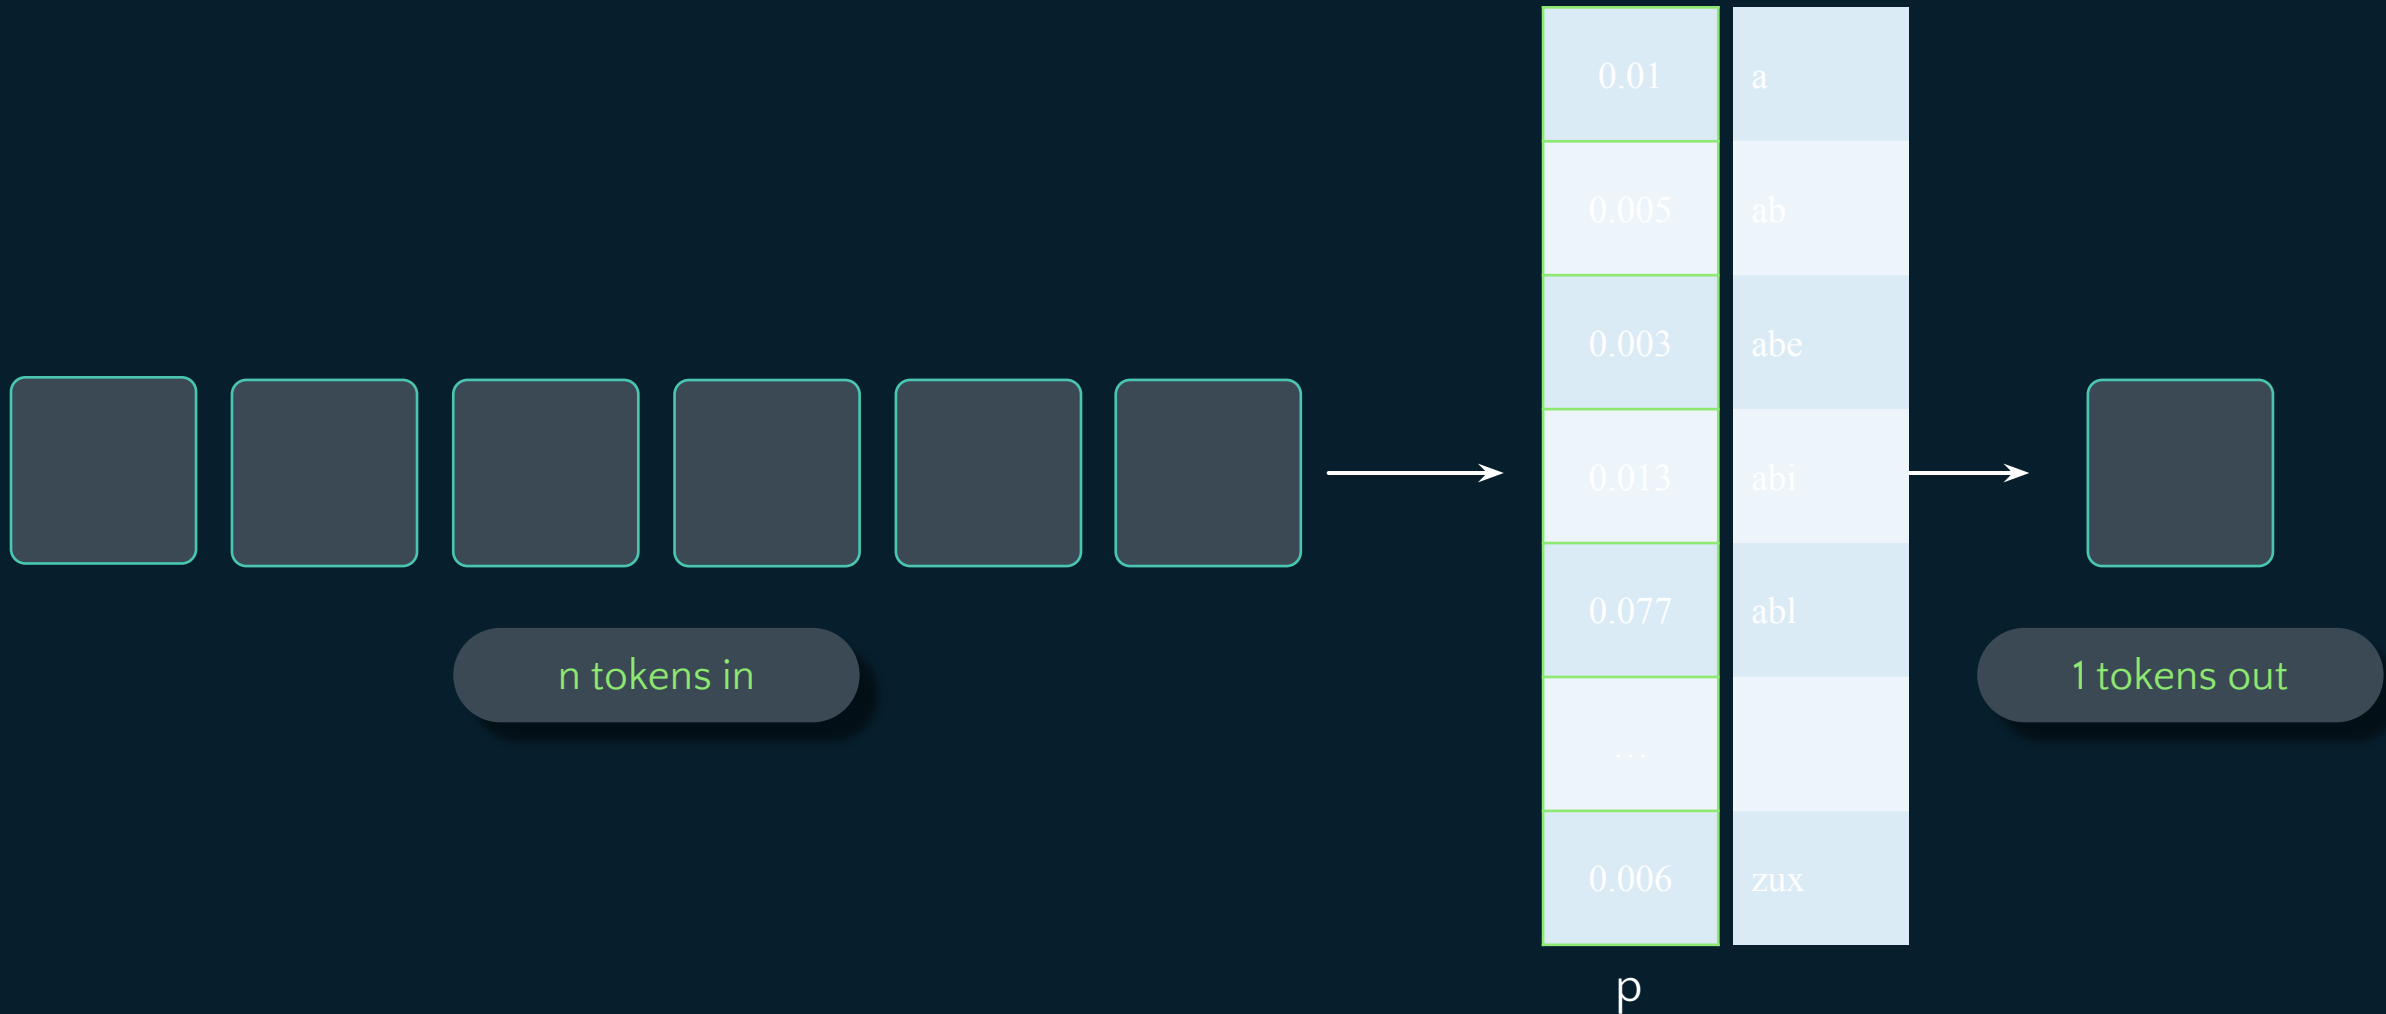 0.01 a
0.005 ab
0.003 abe
0.013 abi
0.077 abl
...
0.006 zux
p
n tokens in
1 tokens out